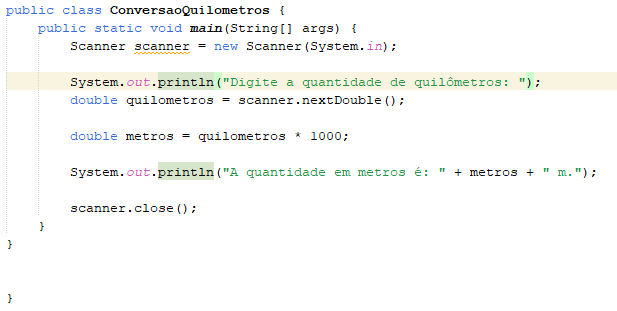 public class ConversaoQuilometros {
    public static void main(String[] args) {
        Scanner scanner = new Scanner(System.in);

        System.out.println("Digite a quantidade de quilômetros: ");
        double quilometros = scanner.nextDouble();

        double metros = quilometros * 1000;

        System.out.println("A quantidade em metros é: " + metros + " m.");

        scanner.close();
    }
}


}